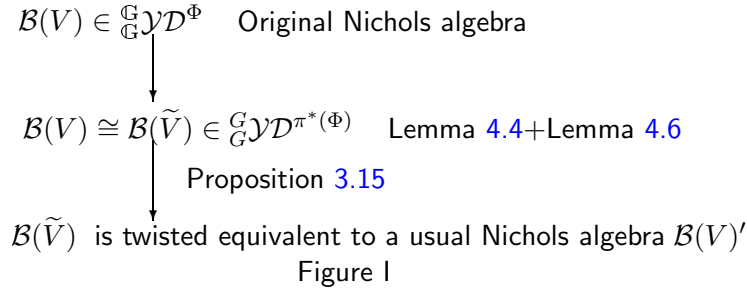 𝓑(V) ∈ ^𝔾_𝔾𝒴𝒟^Φ Original Nichols algebra
𝓑(V) ≅ 𝓑(Ṽ) ∈ ^G_G𝒴𝒟^{π*(Φ)} Lemma 4.4+Lemma 4.6
Proposition 3.15
𝓑(Ṽ) is twisted equivalent to a usual Nichols algebra 𝓑(V)′
Figure I